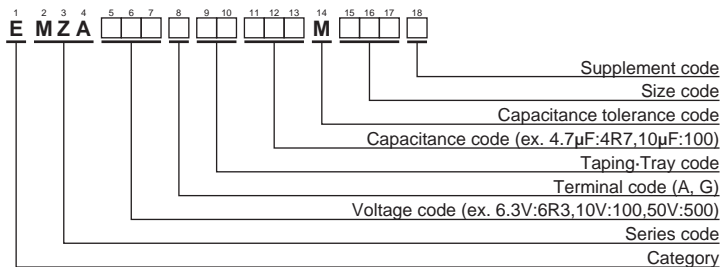 1 2 3 4 5 6 7 8 9 10 11 12 13 14 15 16 17 18
E MZA □□□ □ □□ □□□ M □□□ □
Supplement code
Size code
Capacitance tolerance code
Capacitance code (ex. 4.7μF:4R7,10μF:100)
Taping·Tray code
Terminal code (A, G)
Voltage code (ex. 6.3V:6R3,10V:100,50V:500)
Series code
Category